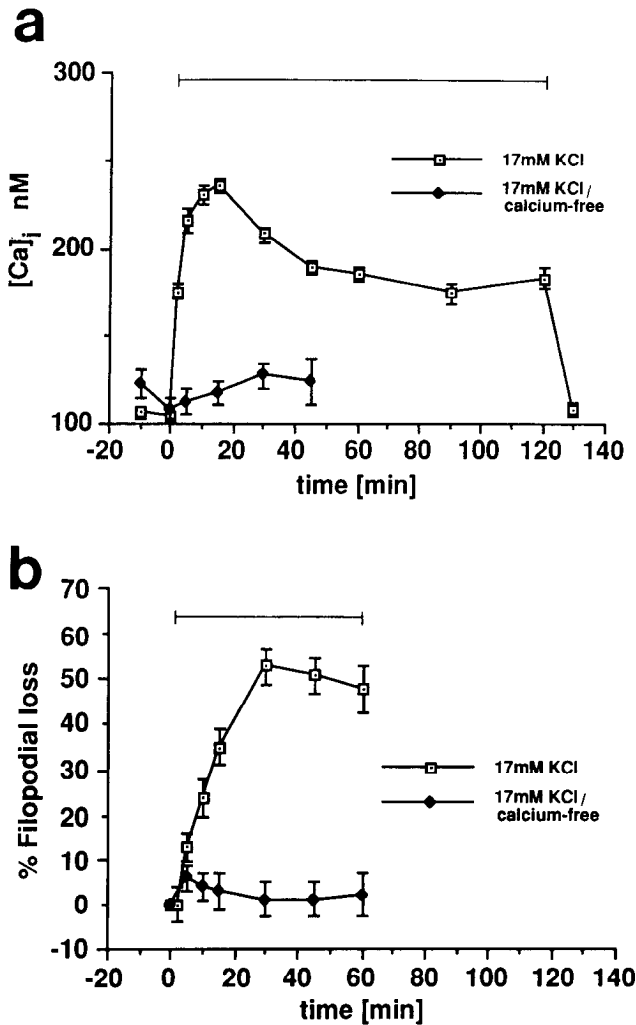 a
300
200
100
[Ca]i nM
17mM KCl
17mM KCl/
calcium-free
-20 0 20 40 60 80 100 120 140
time [min]
b
70
60
50
40
30
20
10
0
-10
% Filopodial loss
17mM KCl
17mM KCl/
calcium-free
-20 0 20 40 60 80 100 120 140
time [min]